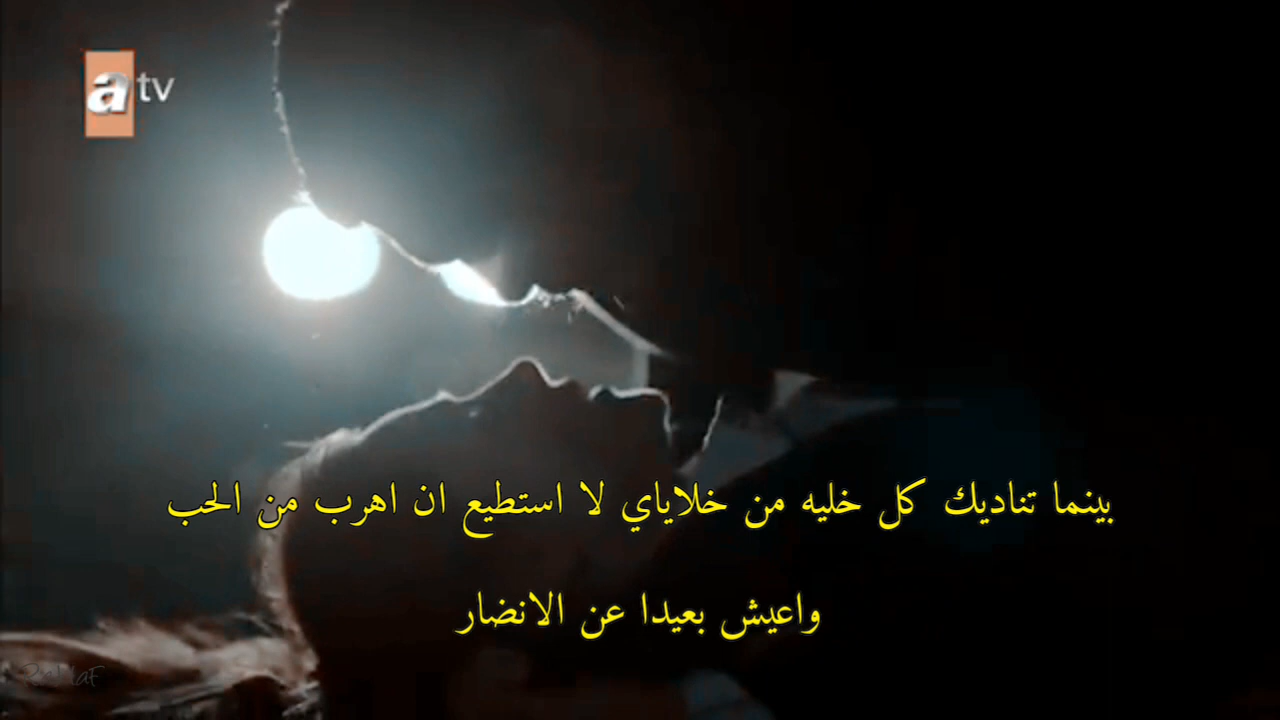 atv
بينما تناديك كل خليه من خلاياي لا استطيع ان اهرب من الحب
واعيش بعيدا عن الانضار